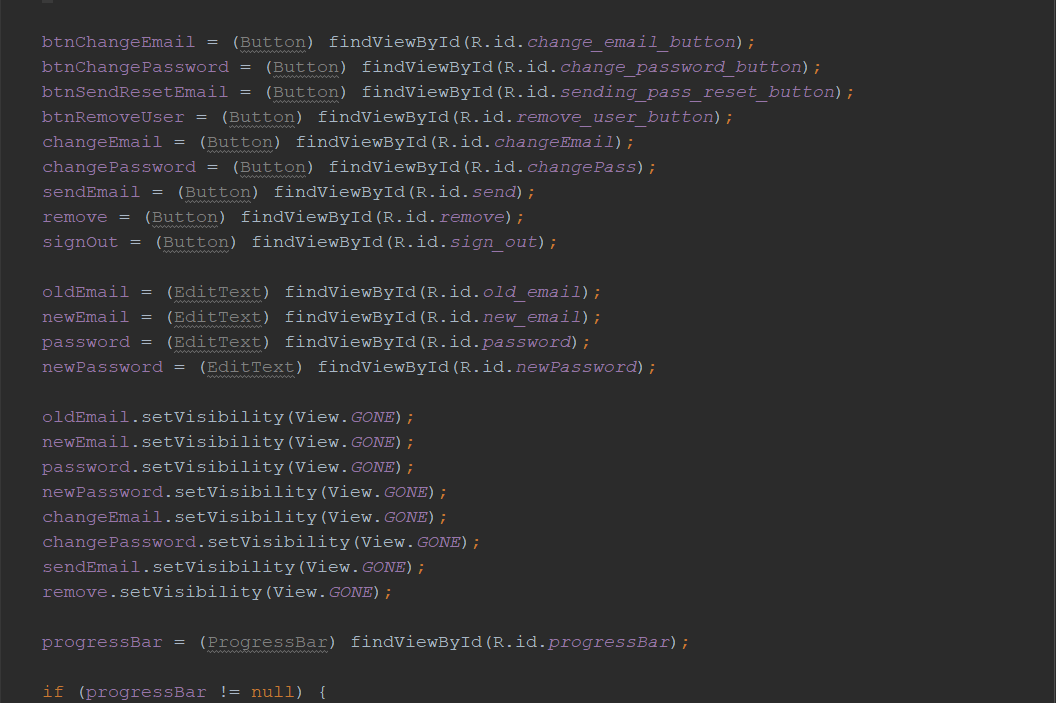 btnChangeEmail = (Button) findViewById(R.id.change_email_button);
btnChangePassword = (Button) findViewById(R.id.change_password_button);
btnSendResetEmail = (Button) findViewById(R.id.sending_pass_reset_button);
btnRemoveUser = (Button) findViewById(R.id.remove_user_button);
changeEmail = (Button) findViewById(R.id.changeEmail);
changePassword = (Button) findViewById(R.id.changePass);
sendEmail = (Button) findViewById(R.id.send);
remove = (Button) findViewById(R.id.remove);
signOut = (Button) findViewById(R.id.sign_out);
oldEmail = (EditText) findViewById(R.id.old_email);
newEmail = (EditText) findViewById(R.id.new_email);
password = (EditText) findViewById(R.id.password);
newPassword = (EditText) findViewById(R.id.newPassword);
oldEmail.setVisibility(View.GONE);
newEmail.setVisibility(View.GONE);
password.setVisibility(View.GONE);
newPassword.setVisibility(View.GONE);
changeEmail.setVisibility(View.GONE);
changePassword.setVisibility(View.GONE);
sendEmail.setVisibility(View.GONE);
remove.setVisibility(View.GONE);
progressBar = (ProgressBar) findViewById(R.id.progressBar);
if (progressBar != null) {